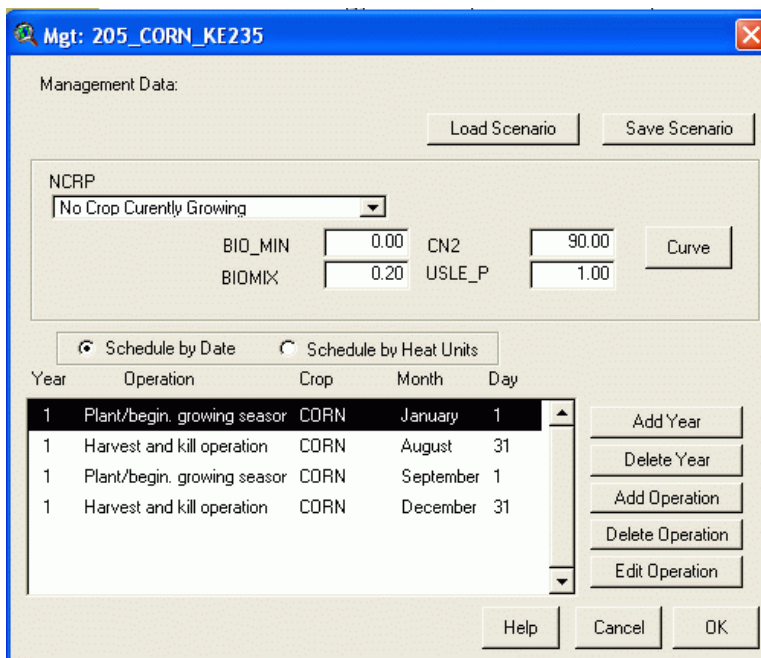 Mgt: 205_CORN_KE235
Management Data:
Load Scenario Save Scenario
NCRP
No Crop Curently Growing
BIO_MIN 0.00 CN2 90.00 Curve
BIOMIX 0.20 USLE_P 1.00
Schedule by Date Schedule by Heat Units
Year Operation Crop Month Day
1 Plant/begin. growing seasor CORN January 1
1 Harvest and kill operation CORN August 31
1 Plant/begin. growing seasor CORN September 1
1 Harvest and kill operation CORN December 31
Add Year
Delete Year
Add Operation
Delete Operation
Edit Operation
Help Cancel OK